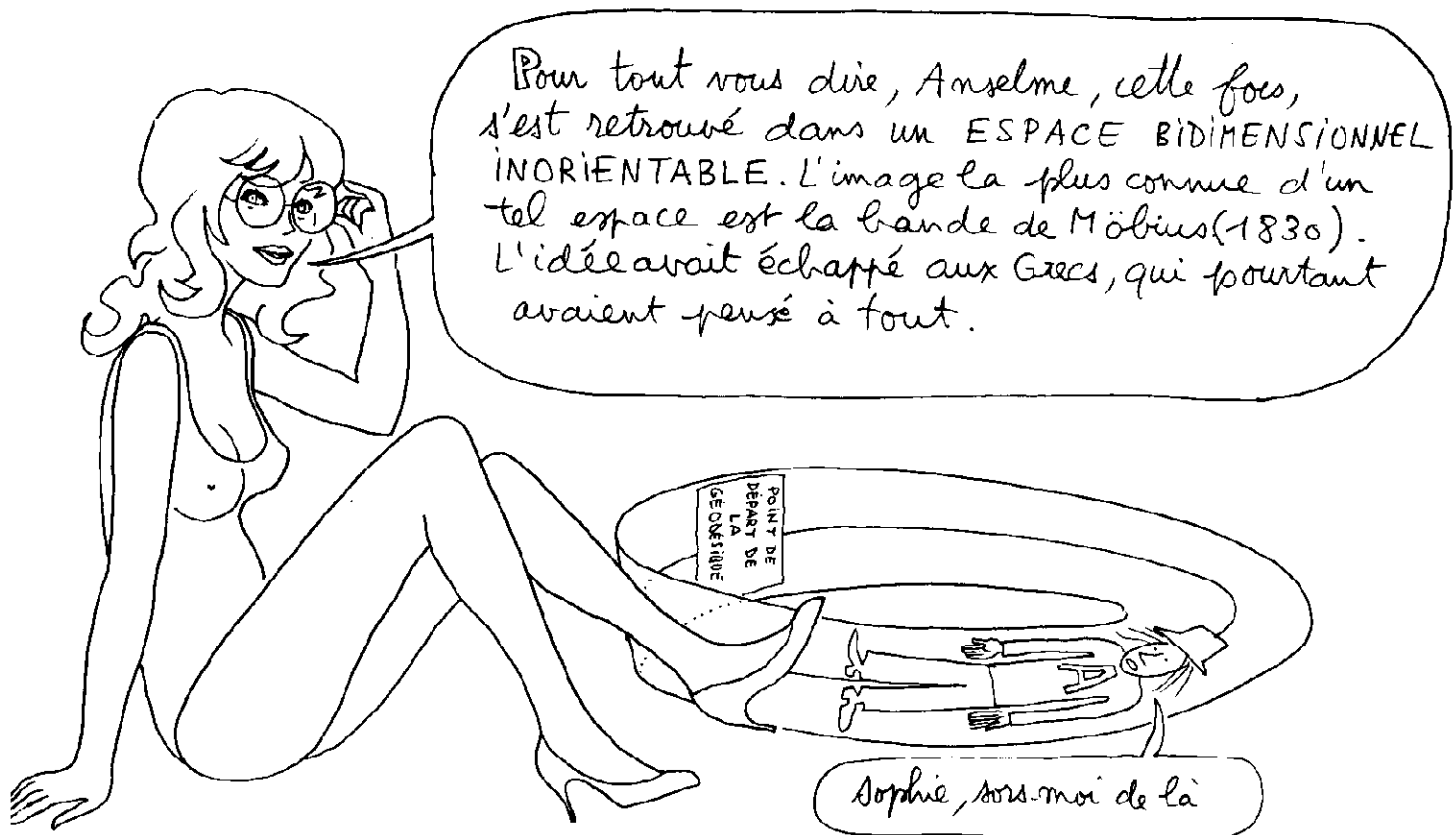 Pour tout vous dire, Anselme, cette fois,
s'est retrouvé dans un ESPACE BIDIMENSIONNEL
INORIENTABLE. L'image la plus connue d'un
tel espace est la bande de Möbius (1830).
L'idée avait échappé aux Grecs, qui pourtant
avaient pensé à tout.
POINT DE
DÉPART DE
LA
GÉODÉSIQUE
A
Sophie, sors-moi de là